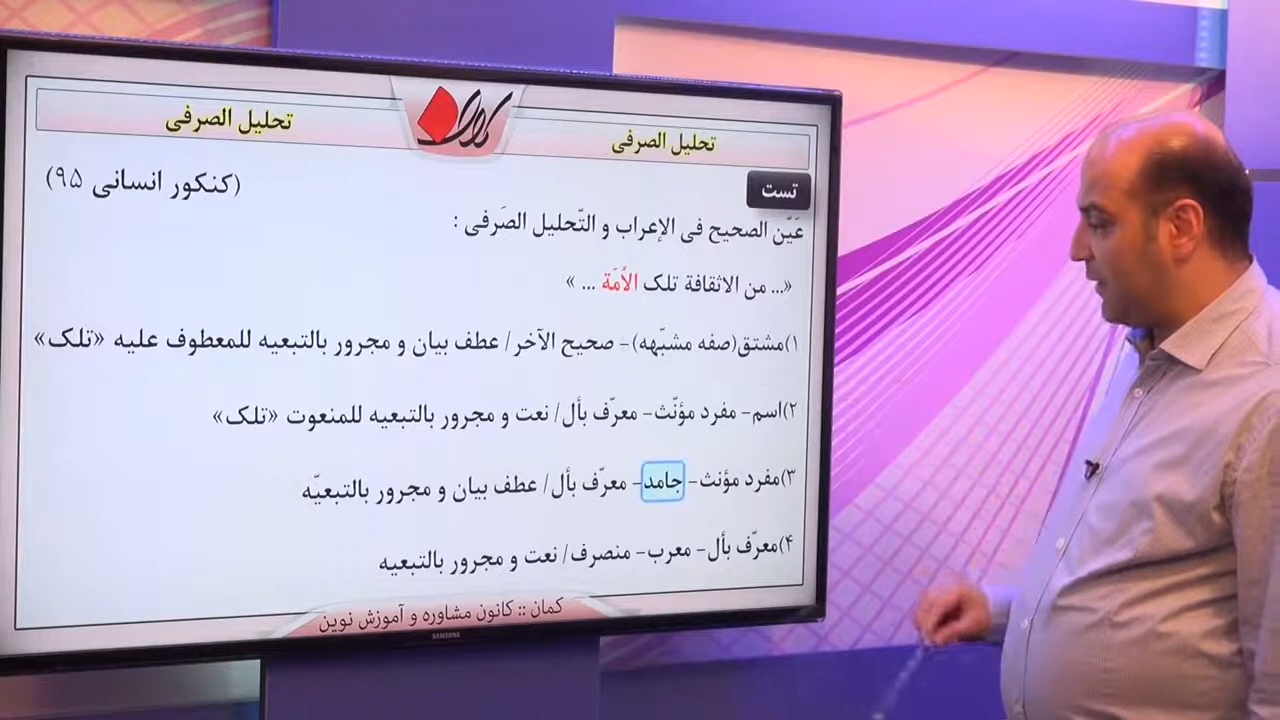 تحلیل الصرفی
تحلیل الصرفی
تست
(کنکور انسانی ۹۵)
عَیّن الصحیح فی الإعراب و التّحلیل الصَرفی :
«... من الاثقافة تلک الاُمَة ... »
۱)مشتق(صفه مشبّهه)- صحیح الآخر/ عطف بیان و مجرور بالتبعیه للمعطوف علیه «تلک»
۲)اسم- مفرد مؤنّث- معرّف بأل/ نعت و مجرور بالتبعیه للمنعوت «تلک»
۳)مفرد مؤنث- جامد- معرّف بأل/ عطف بیان و مجرور بالتبعیّه
۴)معرّف بأل- معرب- منصرف/ نعت و مجرور بالتبعیه
کمان :: کانون مشاوره و آموزش نوین
SAMSUNG